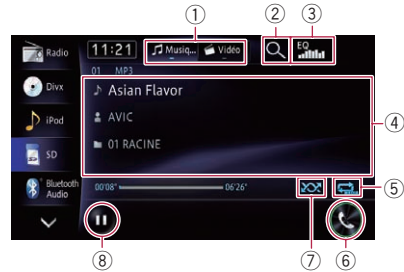 ① ② ③
Radio 11:21 Musiq... Vidéo EQ
01 MP3
Divx Asian Flavor
iPod AVIC
④
SD 01 RACINE
Bluetooth Audio 00'08" 06'26" ⑤
⑧ ⑦ ⑥